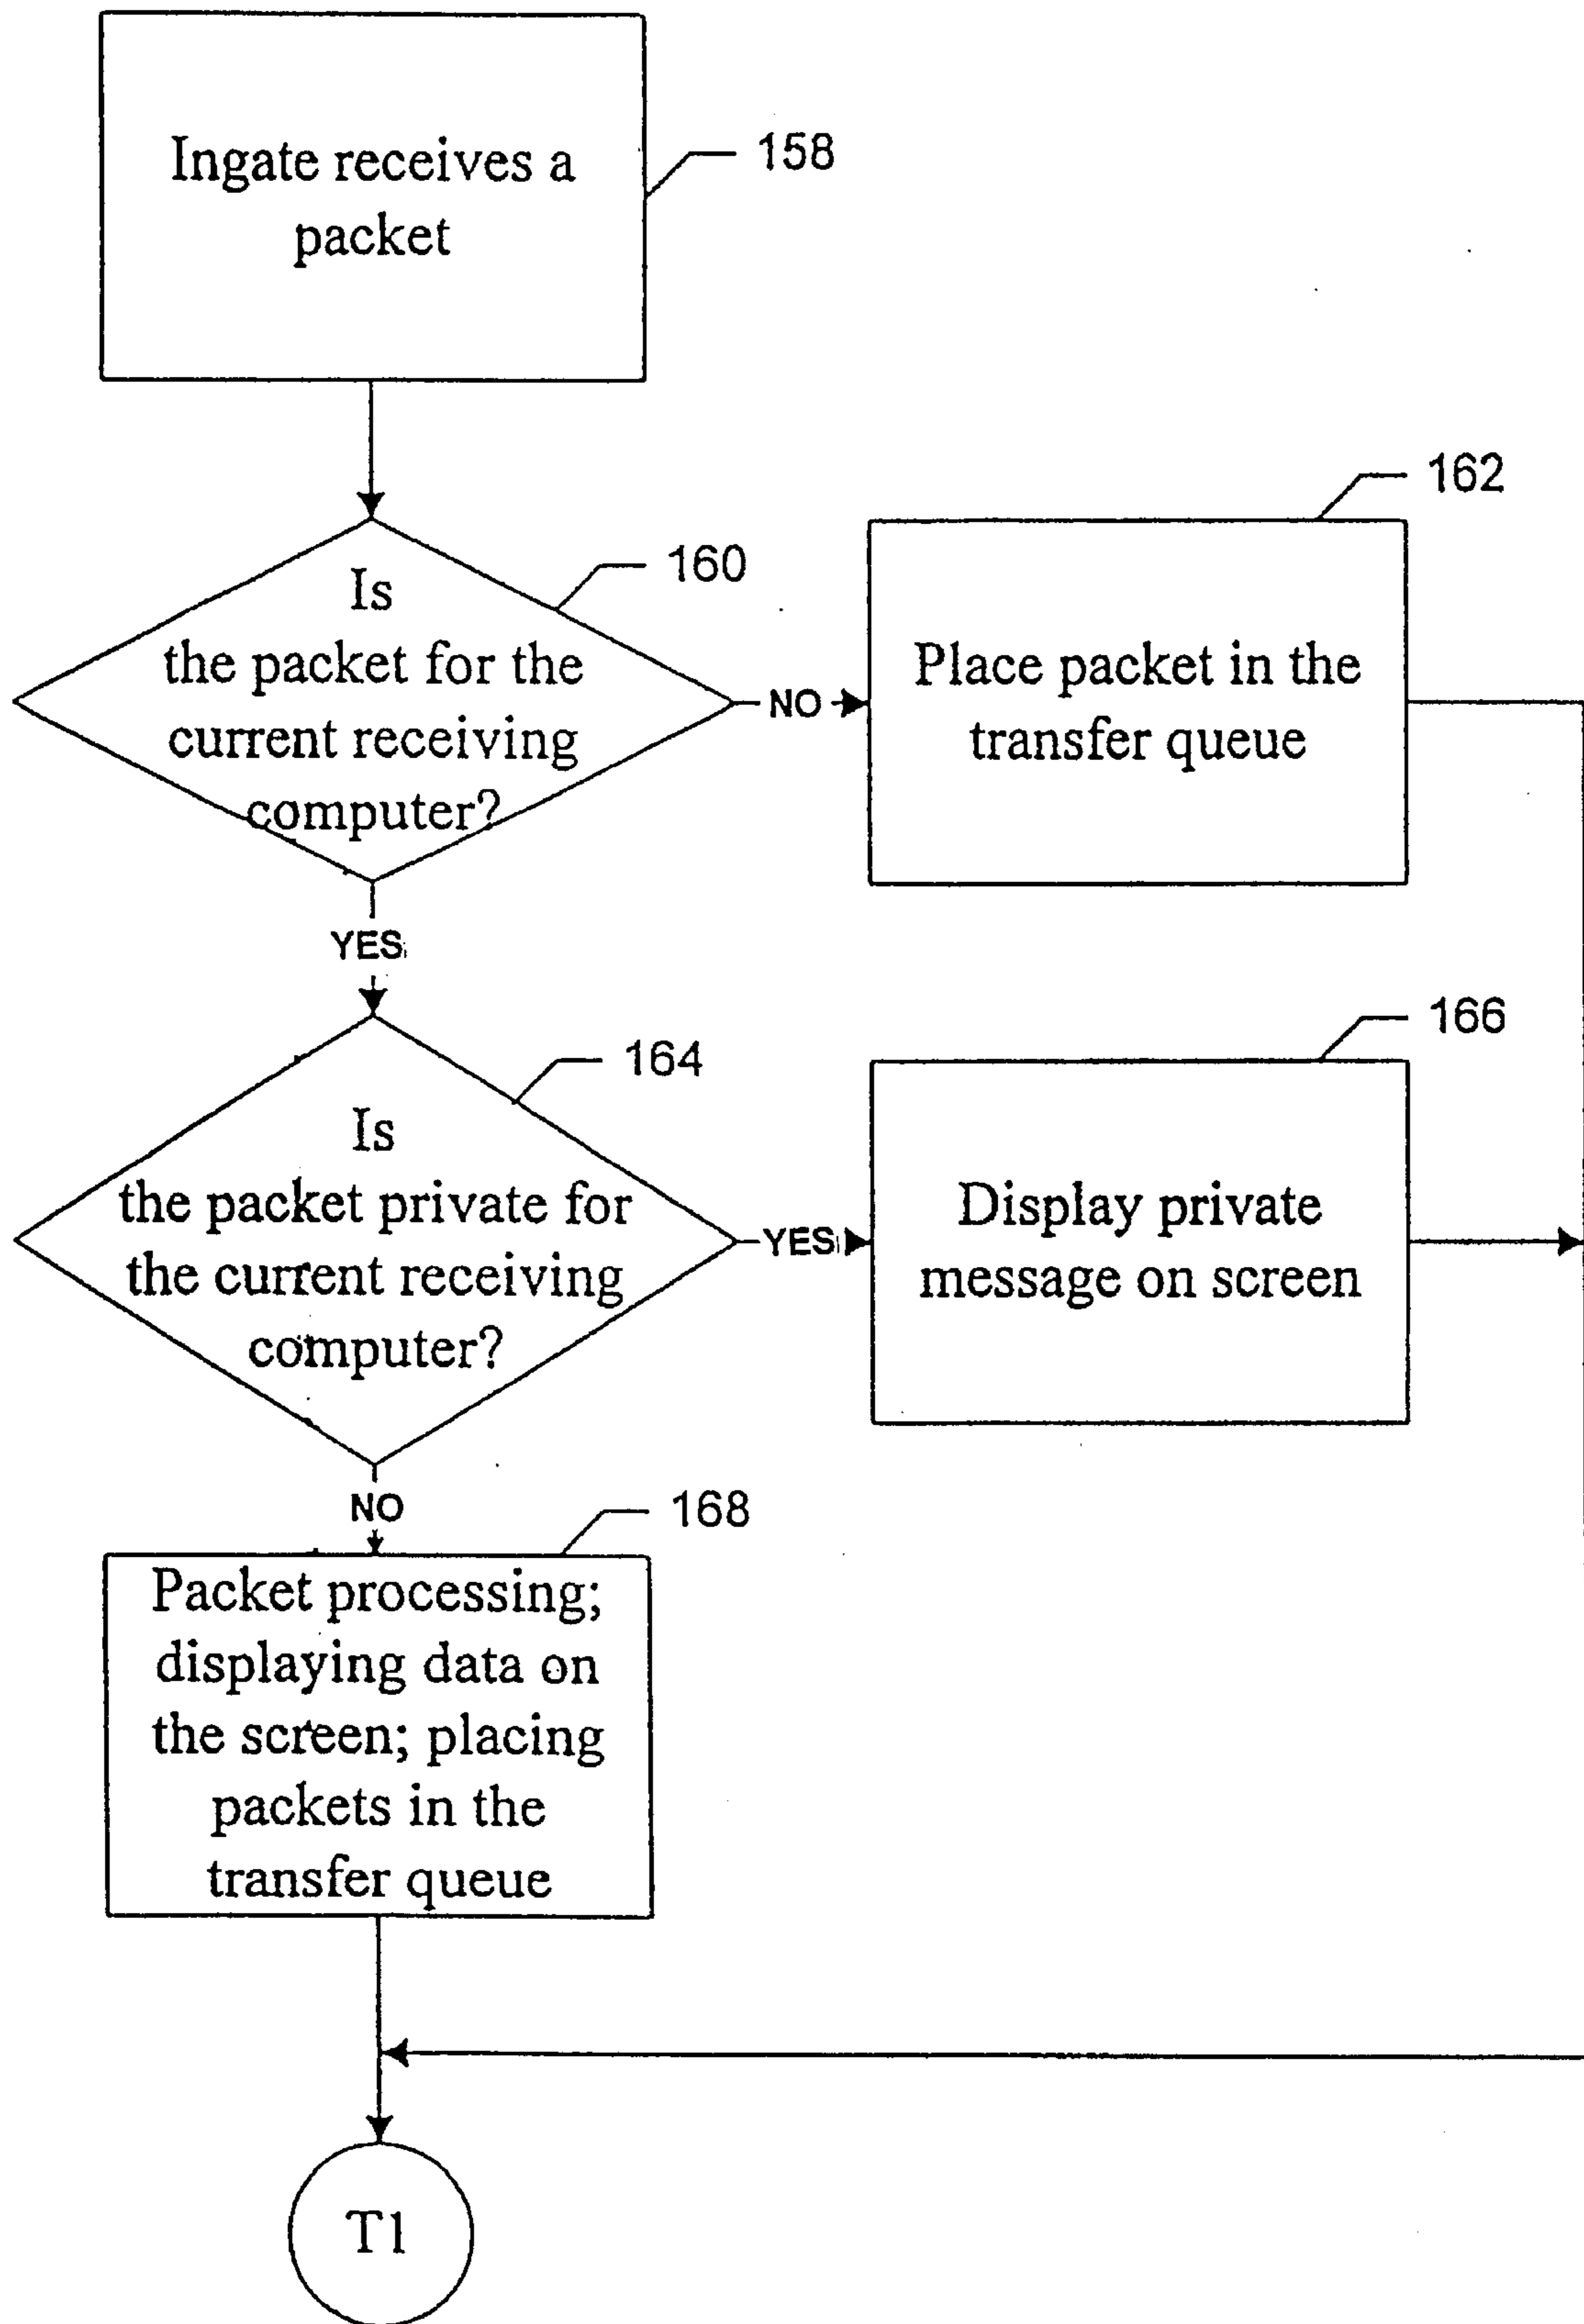 Ingate receives a
packet
158
160
Is
the packet for the
current receiving
computer?
NO
162
Place packet in the
transfer queue
YES
164
Is
the packet private for
the current receiving
computer?
YES
166
Display private
message on screen
NO
168
Packet processing;
displaying data on
the screen; placing
packets in the
transfer queue
T1